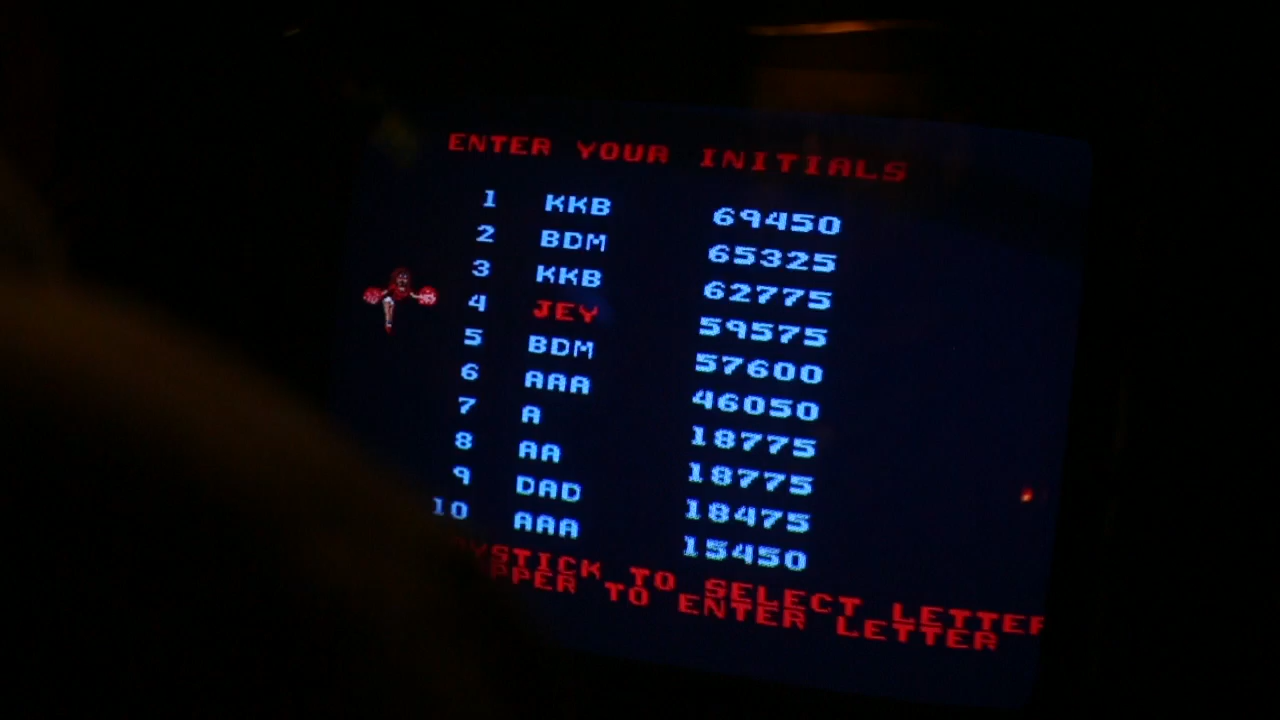 ENTER YOUR INITIALS
1 KKB 69450
2 BDM 65325
3 KKB 62775
4 JEY 59575
5 BDM 57600
6 AAA 46050
7 A 18775
8 AA 18775
9 DAD 18475
10 AAA 15450
TO SELECT LETTER
TO ENTER LETTER